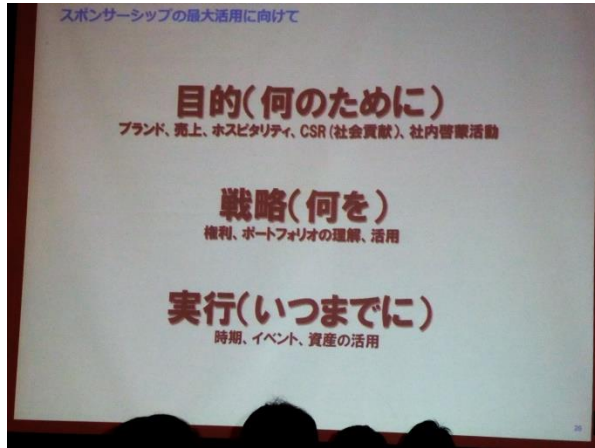 スポンサーシップの最大活用に向けて
目的(何のために)
ブランド、売上、ホスピタリティ、CSR(社会貢献)、社内啓蒙活動
戦略(何を)
権利、ポートフォリオの理解、活用
実行(いつまでに)
時期、イベント、資産の活用
26